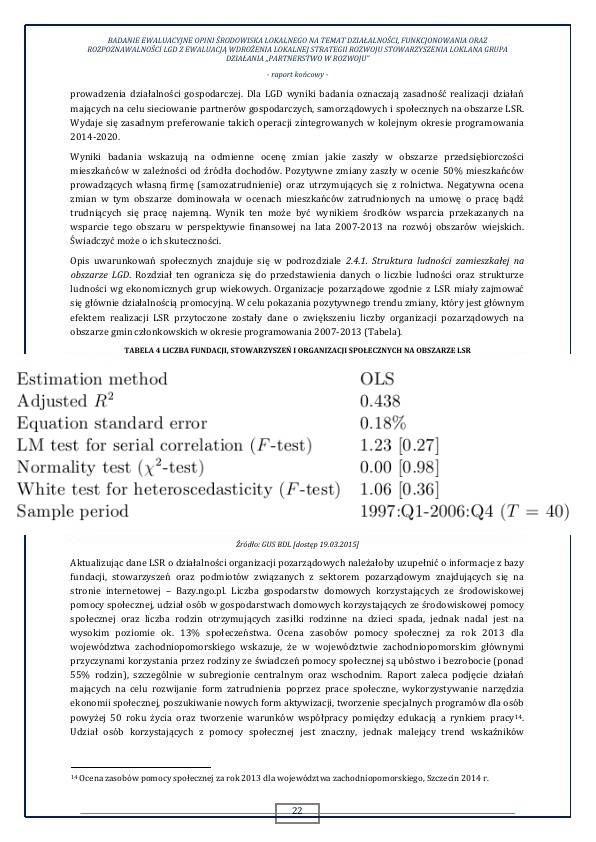 BADANIE EWALUACYJNE OPINI ŚRODOWISKA LOKALNEGO NA TEMAT DZIAŁALNOŚCI, FUNKCJONOWANIA ORAZ
ROZPOZNAWALNOŚCI LGD Z EWALUACJĄ WDROŻENIA LOKALNEJ STRATEGII ROZWOJU STOWARZYSZENIA LOKLANA GRUPA
DZIAŁANIA „PARTNERSTWO W ROZWOJU"
- raport końcowy -
prowadzenia działalności gospodarczej. Dla LGD wyniki badania oznaczają zasadność realizacji działań
mających na celu sieciowanie partnerów gospodarczych, samorządowych i społecznych na obszarze LSR.
Wydaje się zasadnym preferowanie takich operacji zintegrowanych w kolejnym okresie programowania
2014-2020.
Wyniki badania wskazują na odmienne ocenę zmian jakie zaszły w obszarze przedsiębiorczości
mieszkańców w zależności od źródła dochodów. Pozytywne zmiany zaszły w ocenie 50% mieszkańców
prowadzących własną firmę (samozatrudnienie) oraz utrzymujących się z rolnictwa. Negatywna ocena
zmian w tym obszarze dominowała w ocenach mieszkańców zatrudnionych na umowę o pracę bądź
trudniących się pracę najemną. Wynik ten może być wynikiem środków wsparcia przekazanych na
wsparcie tego obszaru w perspektywie finansowej na lata 2007-2013 na rozwój obszarów wiejskich.
Świadczyć może o ich skuteczności.
Opis uwarunkowań społecznych znajduje się w podrozdziale 2.4.1. Struktura ludności zamieszkałej na
obszarze LGD. Rozdział ten ogranicza się do przedstawienia danych o liczbie ludności oraz strukturze
ludności wg ekonomicznych grup wiekowych. Organizacje pozarządowe zgodnie z LSR miały zajmować
się głównie działalnością promocyjną. W celu pokazania pozytywnego trendu zmiany, który jest głównym
efektem realizacji LSR przytoczone zostały dane o zwiększeniu liczby organizacji pozarządowych na
obszarze gmin członkowskich w okresie programowania 2007-2013 (Tabela).
TABELA 4 LICZBA FUNDACJI, STOWARZYSZEŃ I ORGANIZACJI SPOŁECZNYCH NA OBSZARZE LSR
Estimation method OLS
Adjusted R² 0.438
Equation standard error 0.18%
LM test for serial correlation (F-test) 1.23 [0.27]
Normality test (χ²-test) 0.00 [0.98]
White test for heteroscedasticity (F-test) 1.06 [0.36]
Sample period 1997:Q1-2006:Q4 (T = 40)
Źródło: GUS BDL [dostęp 19.03.2015]
Aktualizując dane LSR o działalności organizacji pozarządowych należałoby uzupełnić o informacje z bazy
fundacji, stowarzyszeń oraz podmiotów związanych z sektorem pozarządowym znajdujących się na
stronie internetowej – Bazy.ngo.pl. Liczba gospodarstw domowych korzystających ze środowiskowej
pomocy społecznej, udział osób w gospodarstwach domowych korzystających ze środowiskowej pomocy
społecznej oraz liczba rodzin otrzymujących zasiłki rodzinne na dzieci spada, jednak nadal jest na
wysokim poziomie ok. 13% społeczeństwa. Ocena zasobów pomocy społecznej za rok 2013 dla
województwa zachodniopomorskiego wskazuje, że w województwie zachodniopomorskim głównymi
przyczynami korzystania przez rodziny ze świadczeń pomocy społecznej są ubóstwo i bezrobocie (ponad
55% rodzin), szczególnie w subregionie centralnym oraz wschodnim. Raport zaleca podjęcie działań
mających na celu rozwijanie form zatrudnienia poprzez prace społeczne, wykorzystywanie narzędzia
ekonomii społecznej, poszukiwanie nowych form aktywizacji, tworzenie specjalnych programów dla osób
powyżej 50 roku życia oraz tworzenie warunków współpracy pomiędzy edukacją a rynkiem pracy¹⁴.
Udział osób korzystających z pomocy społecznej jest znaczny, jednak malejący trend wskaźników
¹⁴ Ocena zasobów pomocy społecznej za rok 2013 dla województwa zachodniopomorskiego, Szczecin 2014 r.
22